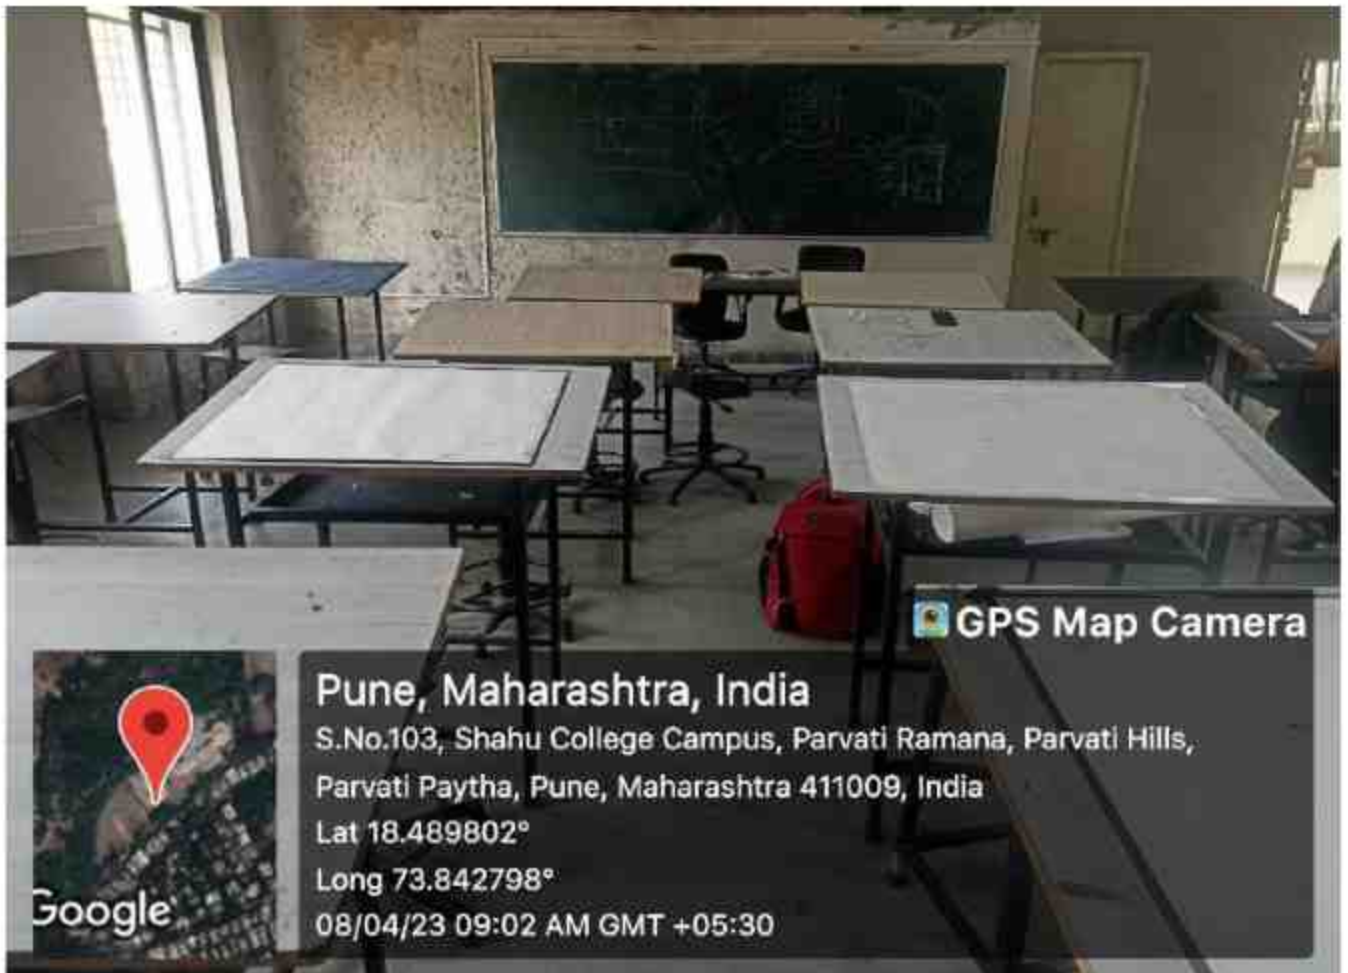 GPS Map Camera
Pune, Maharashtra, India
S.No.103, Shahu College Campus, Parvati Ramana, Parvati Hills,
Parvati Paytha, Pune, Maharashtra 411009, India
Lat 18.489802°
Long 73.842798°
08/04/23 09:02 AM GMT +05:30
Google